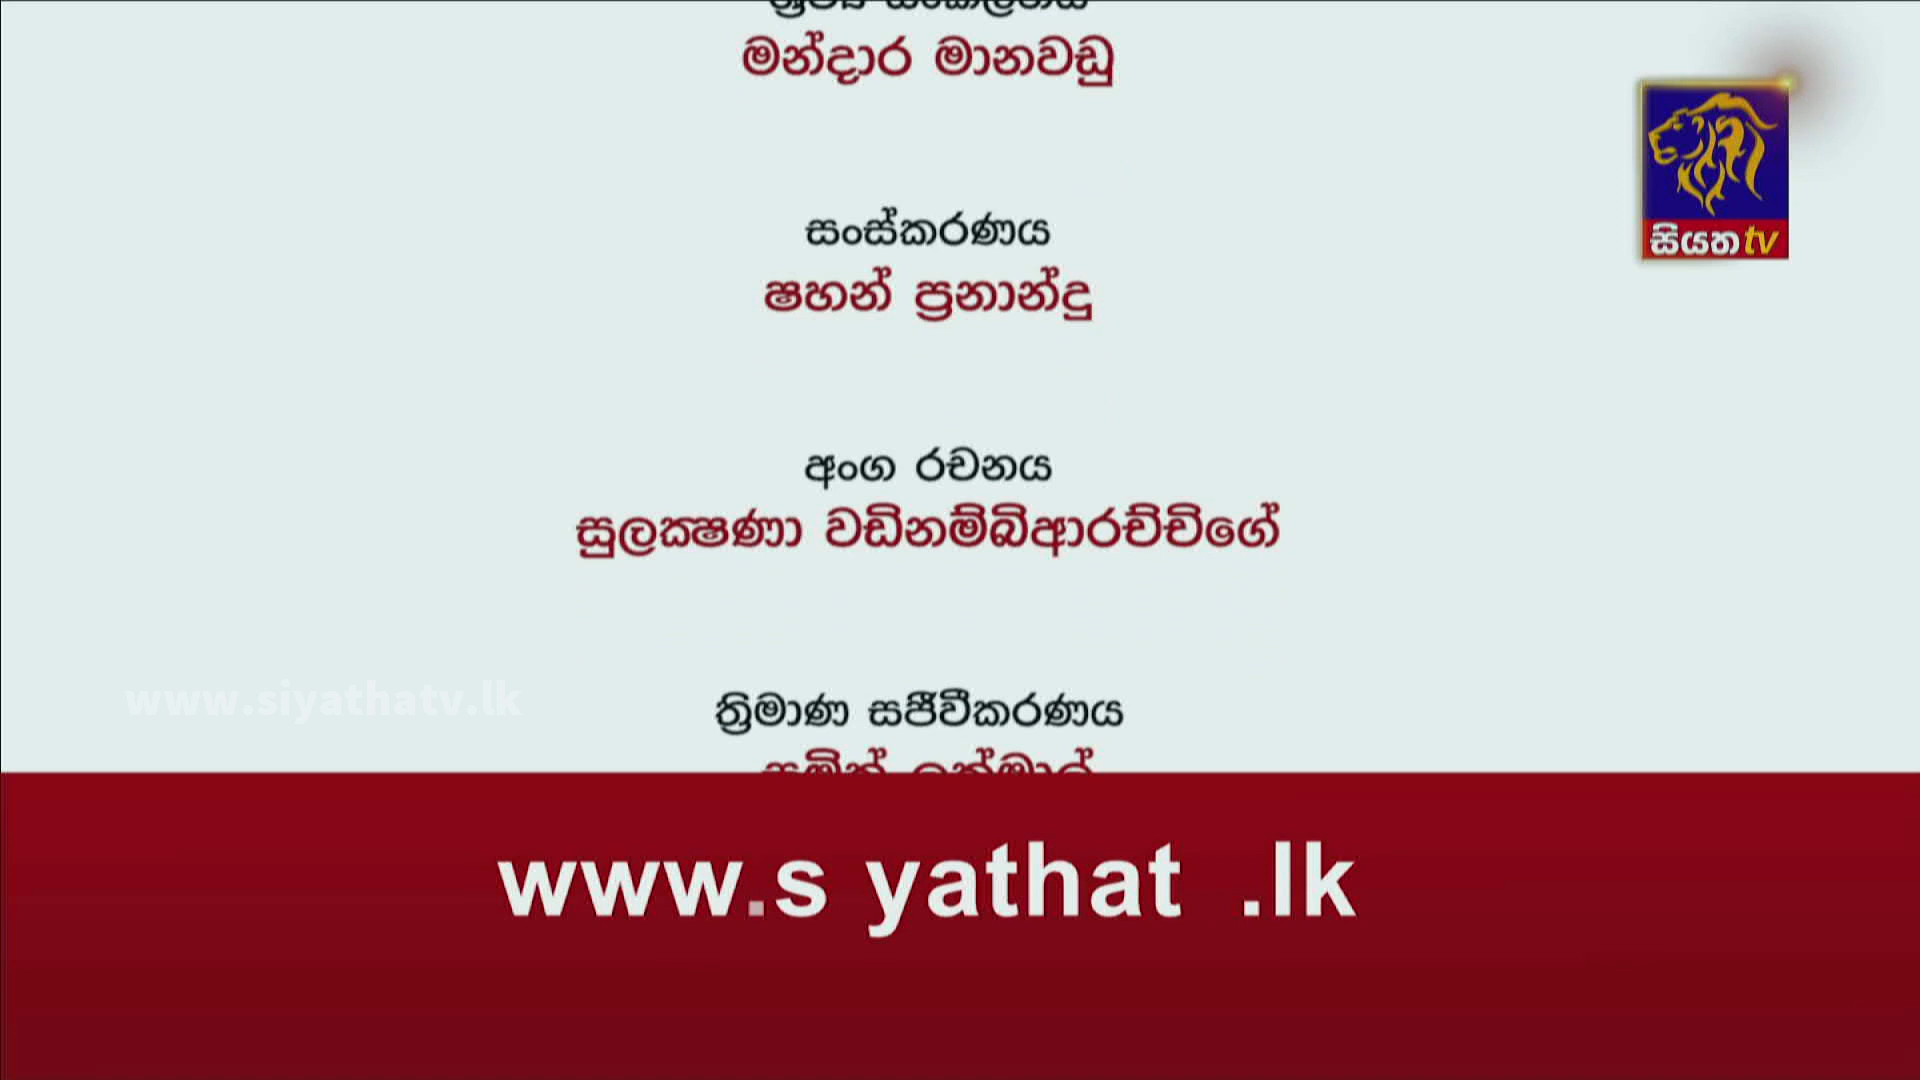 මන්දාර මානවඩු
සංස්කරණය
ෂහන් ප්‍රනාන්දු
අංග රචනය
සුලක්‍ෂණා වඩිනම්බිආරච්චිගේ
ත්‍රිමාණ සජීවීකරණය
සියත tv
www.siyathatv.lk
www.s yathat .lk